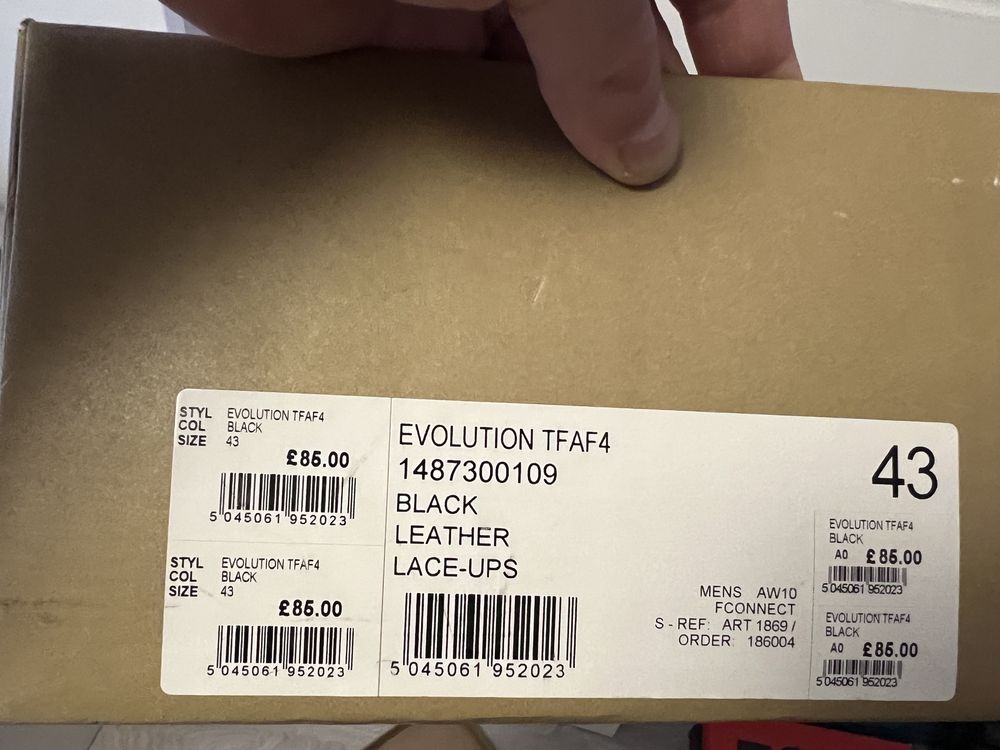 STYL EVOLUTION TFAF4
COL BLACK
SIZE 43
£85.00
5 045061 952023
STYL EVOLUTION TFAF4
COL BLACK
SIZE 43
£85.00
5 045061 952023
EVOLUTION TFAF4
1487300109
BLACK
LEATHER
LACE-UPS
5 045061 952023
MENS AW10
FCONNECT
S - REF: ART 1869 /
ORDER: 186004
43
EVOLUTION TFAF4
BLACK
A0 £85.00
5 045061 952023
EVOLUTION TFAF4
BLACK
A0 £85.00
5 045061 952023